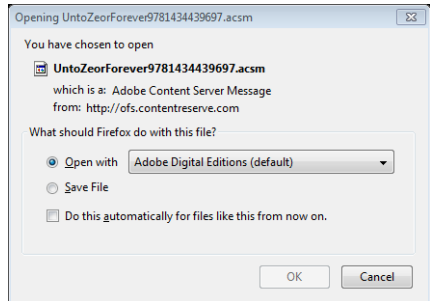 Opening UntoZeorForever9781434439697.acsm
You have chosen to open
UntoZeorForever9781434439697.acsm
which is a: Adobe Content Server Message
from: http://ofs.contentreserve.com
What should Firefox do with this file?
Open with Adobe Digital Editions (default)
Save File
Do this automatically for files like this from now on.
OK Cancel